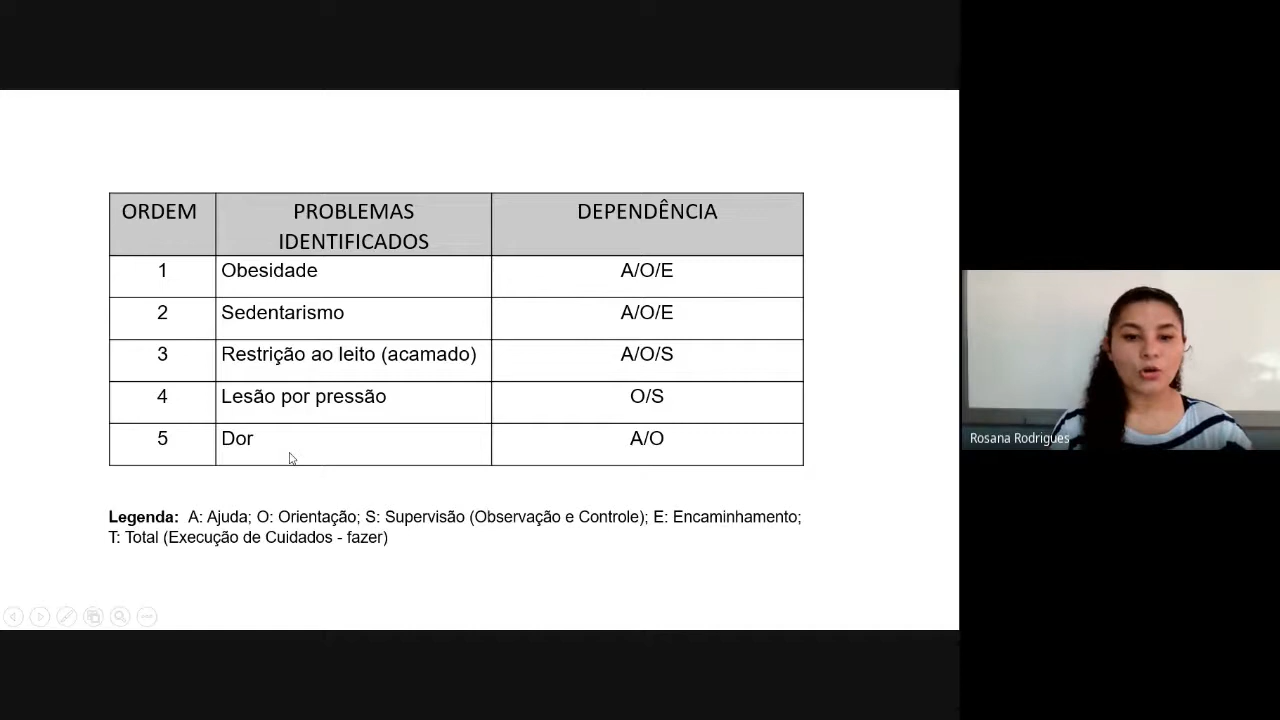 ORDEM PROBLEMAS IDENTIFICADOS DEPENDÊNCIA
1 Obesidade A/O/E
2 Sedentarismo A/O/E
3 Restrição ao leito (acamado) A/O/S
4 Lesão por pressão O/S
5 Dor A/O
Legenda: A: Ajuda; O: Orientação; S: Supervisão (Observação e Controle); E: Encaminhamento;
T: Total (Execução de Cuidados - fazer)
Rosana Rodrigues